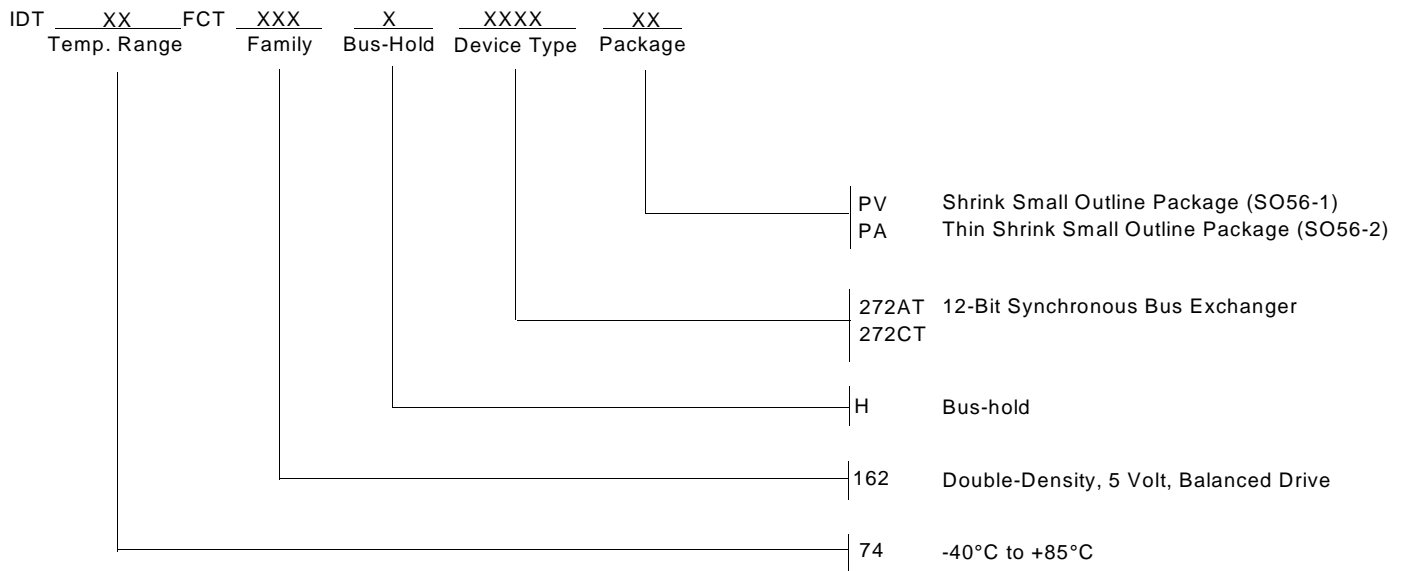 IDT XX FCT XXX X XXXX XX
Temp. Range Family Bus-Hold Device Type Package
PV Shrink Small Outline Package (SO56-1)
PA Thin Shrink Small Outline Package (SO56-2)
272AT 12-Bit Synchronous Bus Exchanger
272CT
H Bus-hold
162 Double-Density, 5 Volt, Balanced Drive
74 -40°C to +85°C